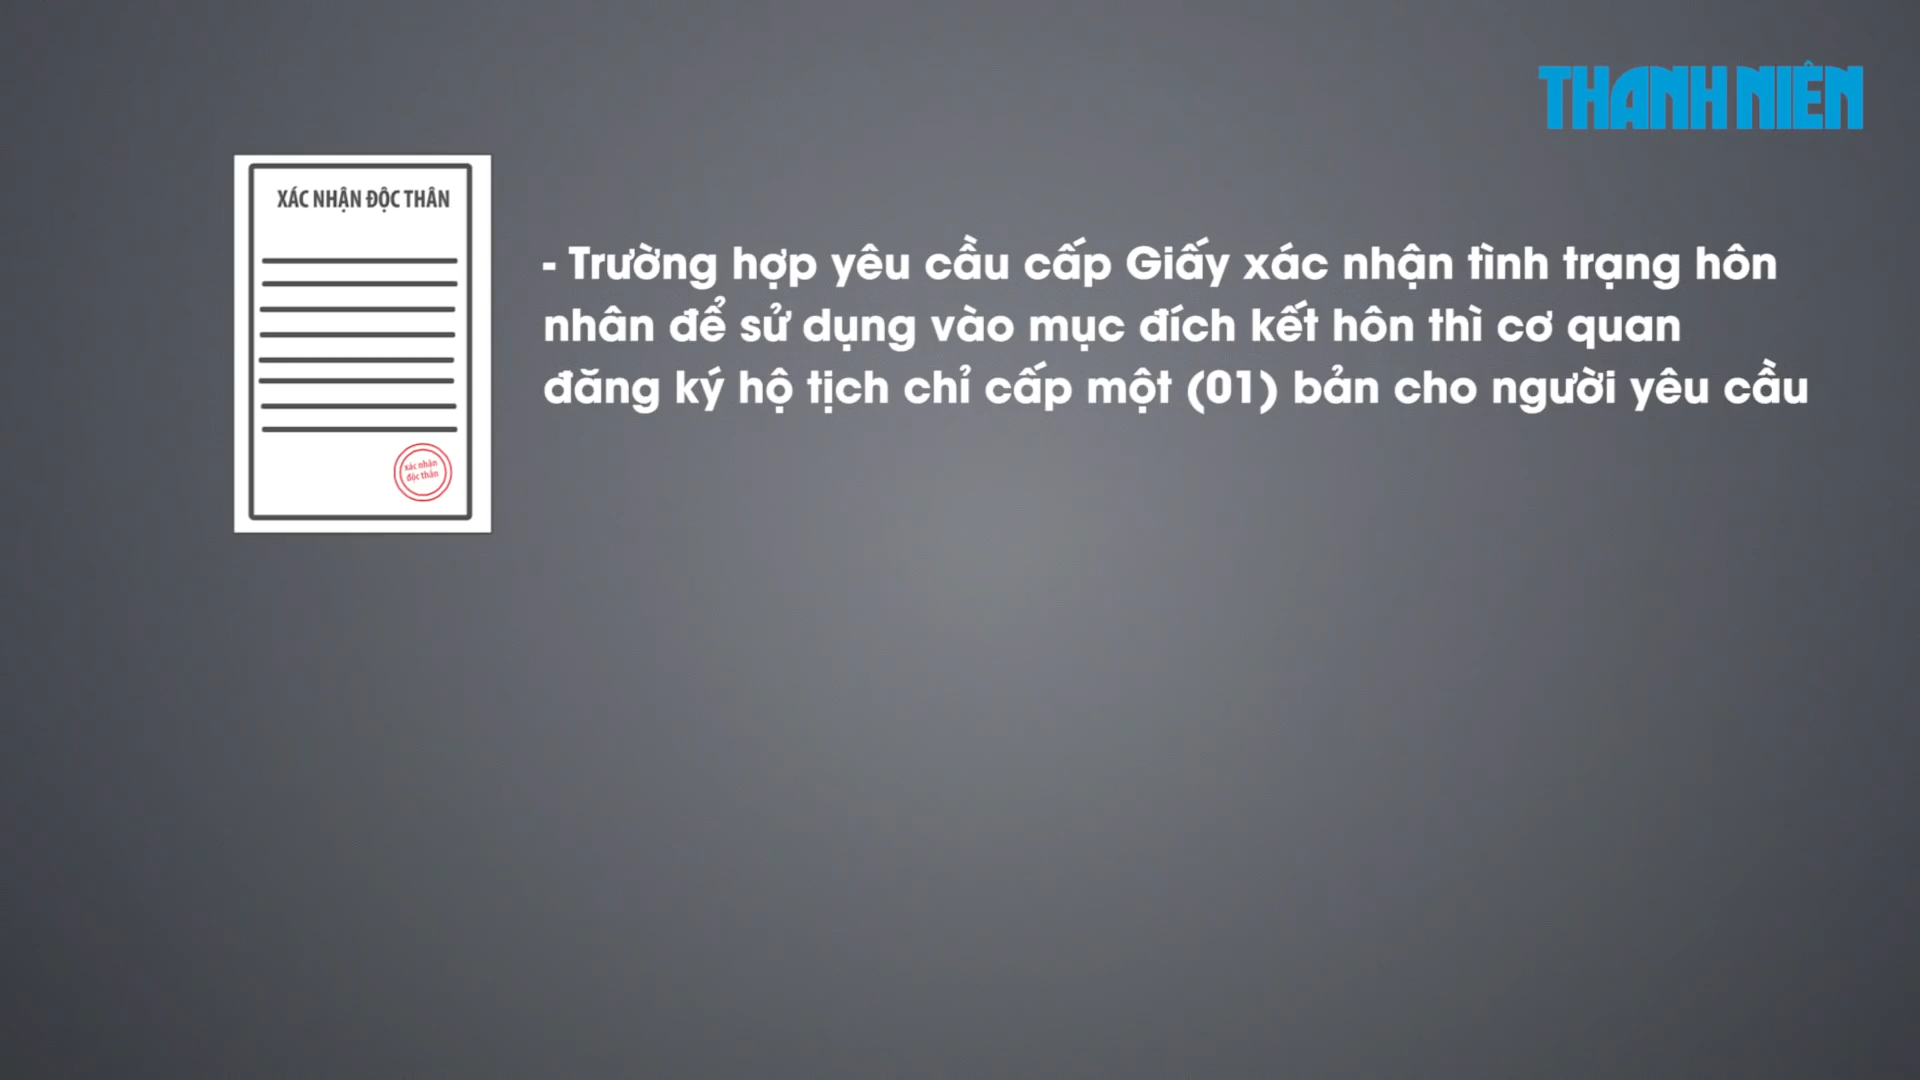 THANH NIÊN
XÁC NHẬN ĐỘC THÂN
- Trường hợp yêu cầu cấp Giấy xác nhận tình trạng hôn
nhân để sử dụng vào mục đích kết hôn thì cơ quan
đăng ký hộ tịch chỉ cấp một (01) bản cho người yêu cầu
xác nhận
độc thân